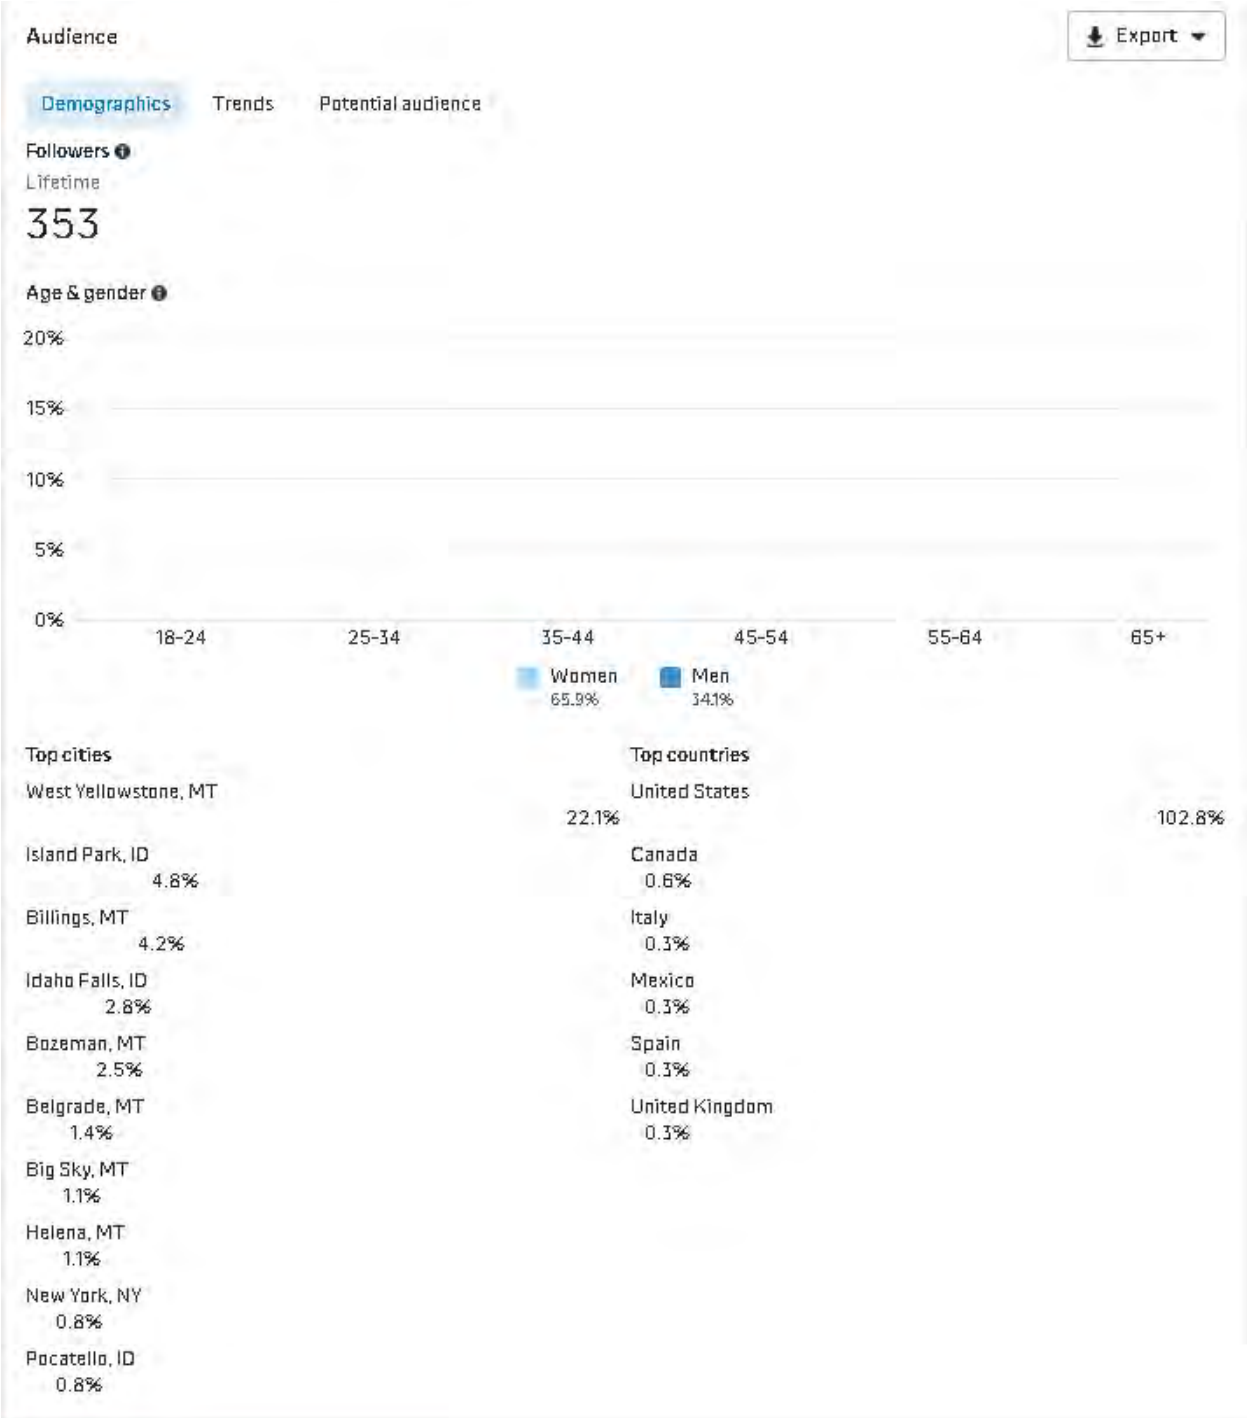 Audience
Export
Demographics Trends Potential audience
Followers
Lifetime
353
Age & gender
20%
15%
10%
5%
0%
18-24 25-34 35-44 45-54 55-64 65+
Women Men
65.9% 34.1%
Top cities
West Yellowstone, MT
22.1%
Island Park, ID
4.8%
Billings, MT
4.2%
Idaho Falls, ID
2.8%
Bozeman, MT
2.5%
Belgrade, MT
1.4%
Big Sky, MT
1.1%
Helena, MT
1.1%
New York, NY
0.8%
Pocatello, ID
0.8%
Top countries
United States
102.8%
Canada
0.6%
Italy
0.3%
Mexico
0.3%
Spain
0.3%
United Kingdom
0.3%